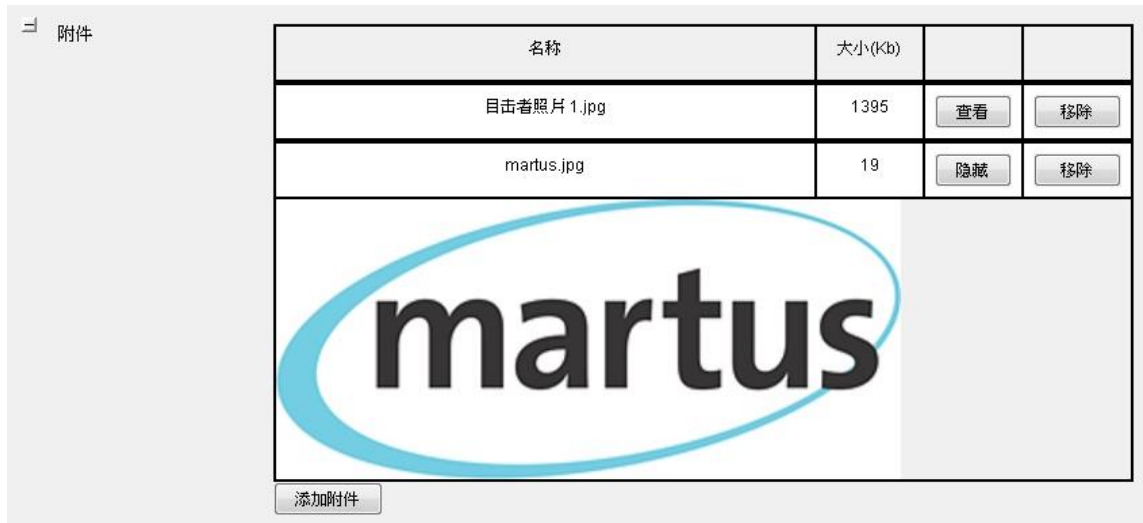 附件
名称 大小(Kb)
目击者照片1.jpg 1395 查看 移除
martus.jpg 19 隐藏 移除
martus
添加附件